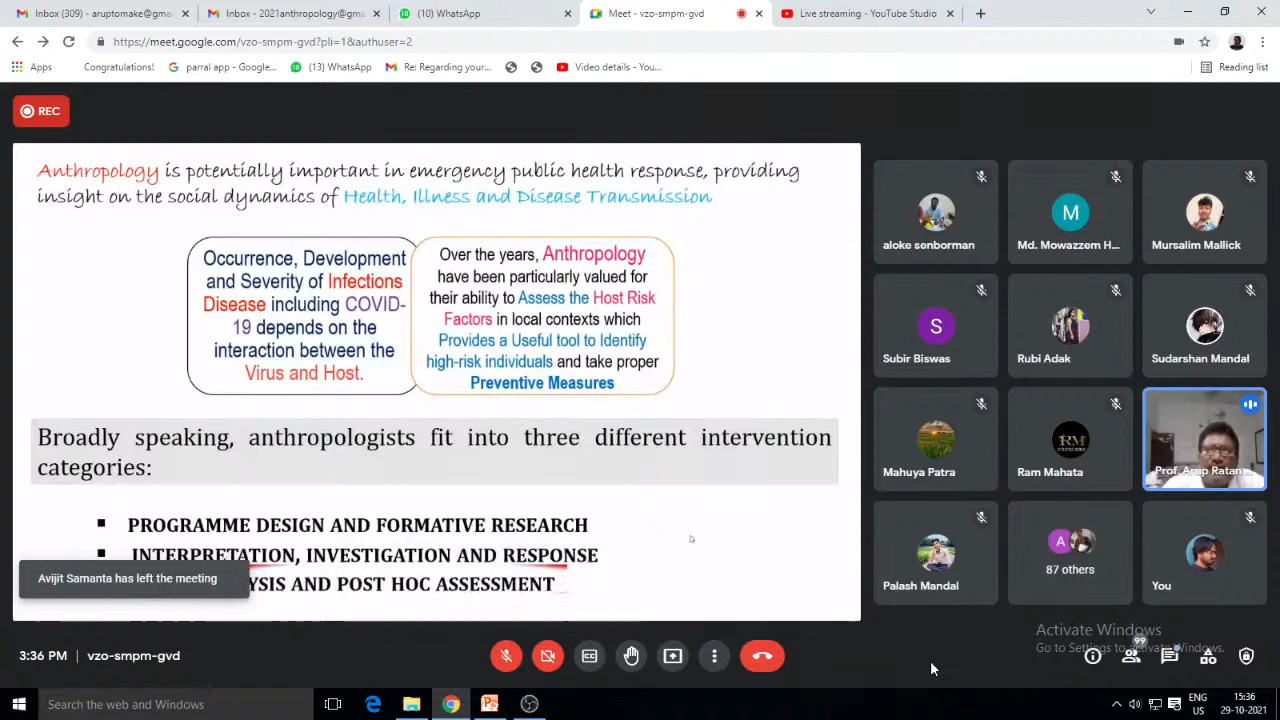 Inbox (309) - aruptomake@gmai
Inbox - 2021anthropology@gma
(10) WhatsApp
Meet - vzo-smpm-gvd
Live streaming - YouTube Studio
https://meet.google.com/vzo-smpm-gvd?pli=1&authuser=2
Apps
Congratulations!
parral app - Google...
(13) WhatsApp
Re: Regarding your...
Video details - You...
Reading list
REC
Anthropology is potentially important in emergency public health response, providing
insight on the social dynamics of Health, Illness and Disease Transmission
Occurrence, Development
and Severity of Infections
Disease including COVID-
19 depends on the
interaction between the
Virus and Host.
Over the years, Anthropology
have been particularly valued for
their ability to Assess the Host Risk
Factors in local contexts which
Provides a Useful tool to Identify
high-risk individuals and take proper
Preventive Measures
Broadly speaking, anthropologists fit into three different intervention
categories:
PROGRAMME DESIGN AND FORMATIVE RESEARCH
INTERPRETATION, INVESTIGATION AND RESPONSE
YSIS AND POST HOC ASSESSMENT
Avijit Samanta has left the meeting
aloke senborman
M
Md. Mowazzem H...
Mursalim Mallick
S
Subir Biswas
Rubi Adak
Sudarshan Mandal
Mahuya Patra
RM
Ram Mahata
Prof. Arup Ratan
Palash Mandal
A
87 others
You
Activate Windows
Go to Settings to activate Windows.
3:36 PM
vzo-smpm-gvd
99
Search the web and Windows
ENG
US
15:36
29-10-2021